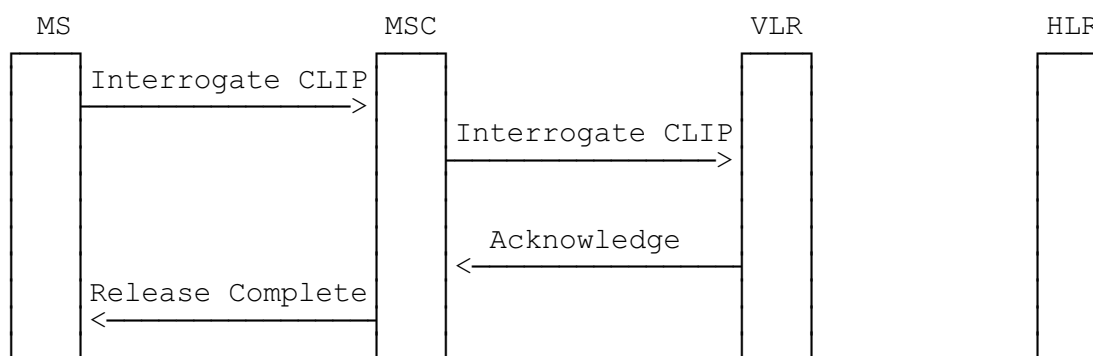 MS MSC VLR HLR
Interrogate CLIP
Interrogate CLIP
Acknowledge
Release Complete